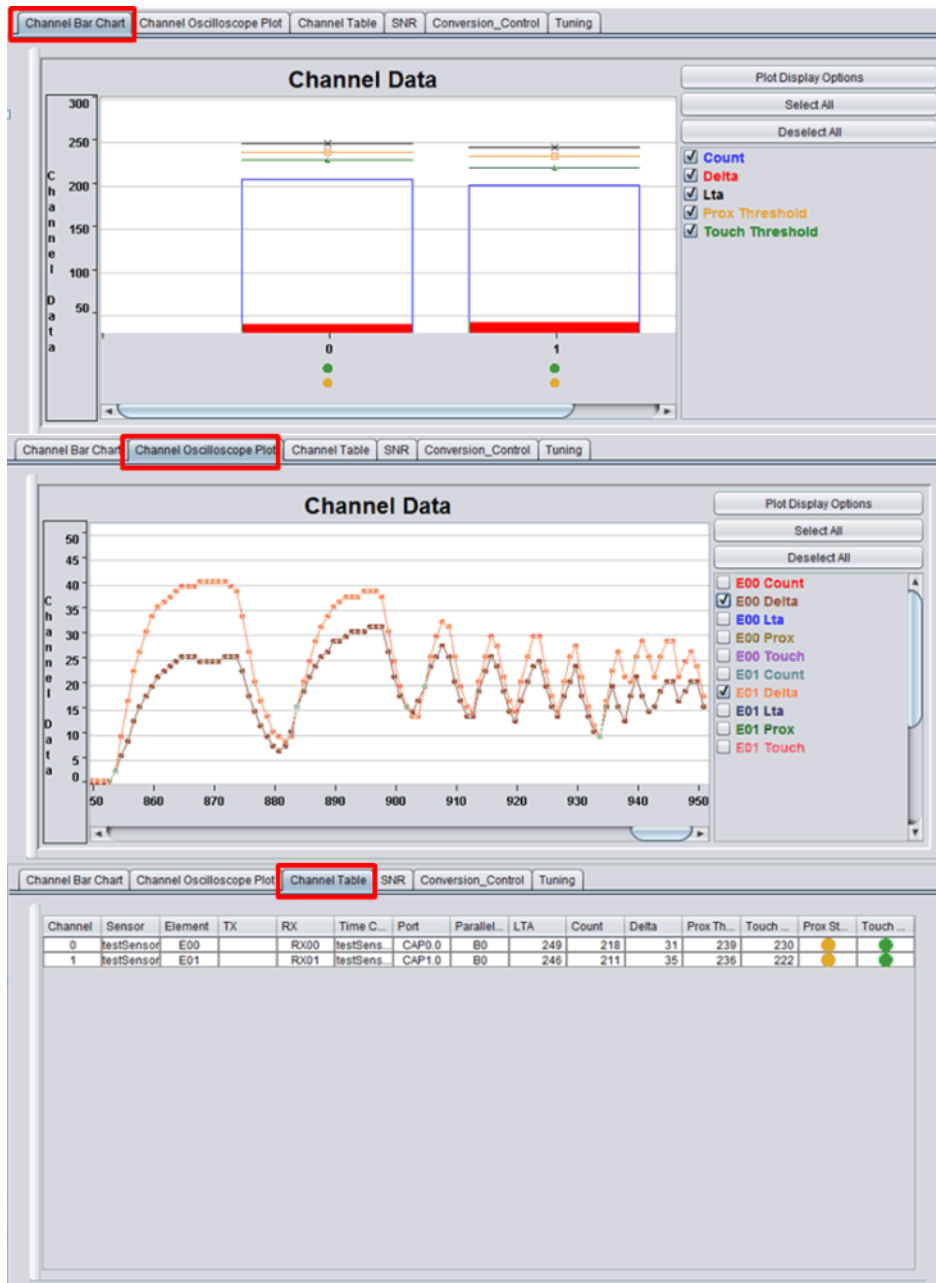 Channel Bar Chart Channel Oscilloscope Plot Channel Table SNR Conversion_Control Tuning
Channel Data
Plot Display Options
Select All
Deselect All
Count
Delta
Lta
Prox Threshold
Touch Threshold
Channel Data
300
250
200
150
100
50
0 1
Channel Bar Chart Channel Oscilloscope Plot Channel Table SNR Conversion_Control Tuning
Channel Data
Plot Display Options
Select All
Deselect All
E00 Count
E00 Delta
E00 Lta
E00 Prox
E00 Touch
E01 Count
E01 Delta
E01 Lta
E01 Prox
E01 Touch
Channel Data
50
45
40
35
30
25
20
15
10
5
0
50 860 870 880 890 900 910 920 930 940 950
Channel Bar Chart Channel Oscilloscope Plot Channel Table SNR Conversion_Control Tuning
Channel Sensor Element TX RX Time C... Port Parallel... LTA Count Delta Prox Th... Touch ... Prox St... Touch ...
0 testSensor E00 RX00 testSens... CAP0.0 B0 249 218 31 239 230
1 testSensor E01 RX01 testSens... CAP1.0 B0 246 211 35 236 222